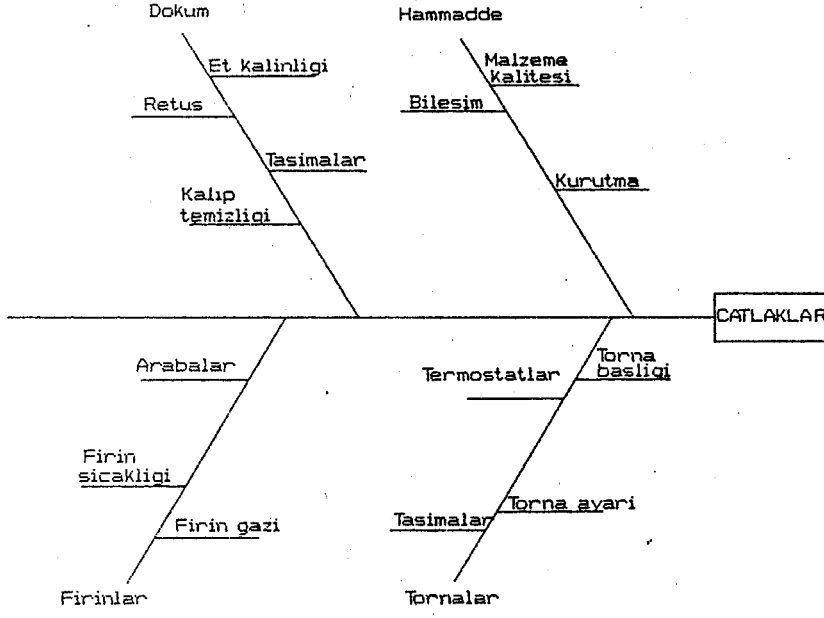 Dokum
Hammadde
Et kalinligi
Malzeme
kalitesi
Retus
Bilesim
Tasimalar
Kurutma
Kalıp
temizligi
CATLAKLAR
Arabalar
Termostatlar
Torna
basligi
Firin
sicakligi
Firin gazi
Tasimalar
Torna ayari
Firinlar
Tornalar